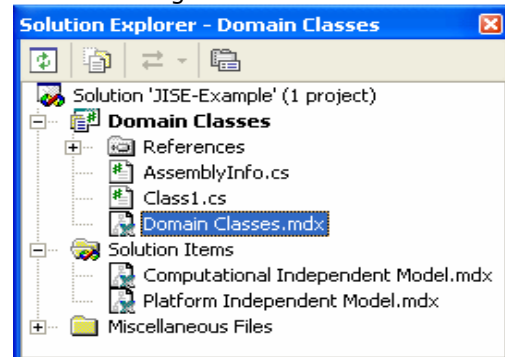 Solution Explorer - Domain Classes
Solution 'JISE-Example' (1 project)
Domain Classes
References
AssemblyInfo.cs
Class1.cs
Domain Classes.mdx
Solution Items
Computational Independent Model.mdx
Platform Independent Model.mdx
Miscellaneous Files